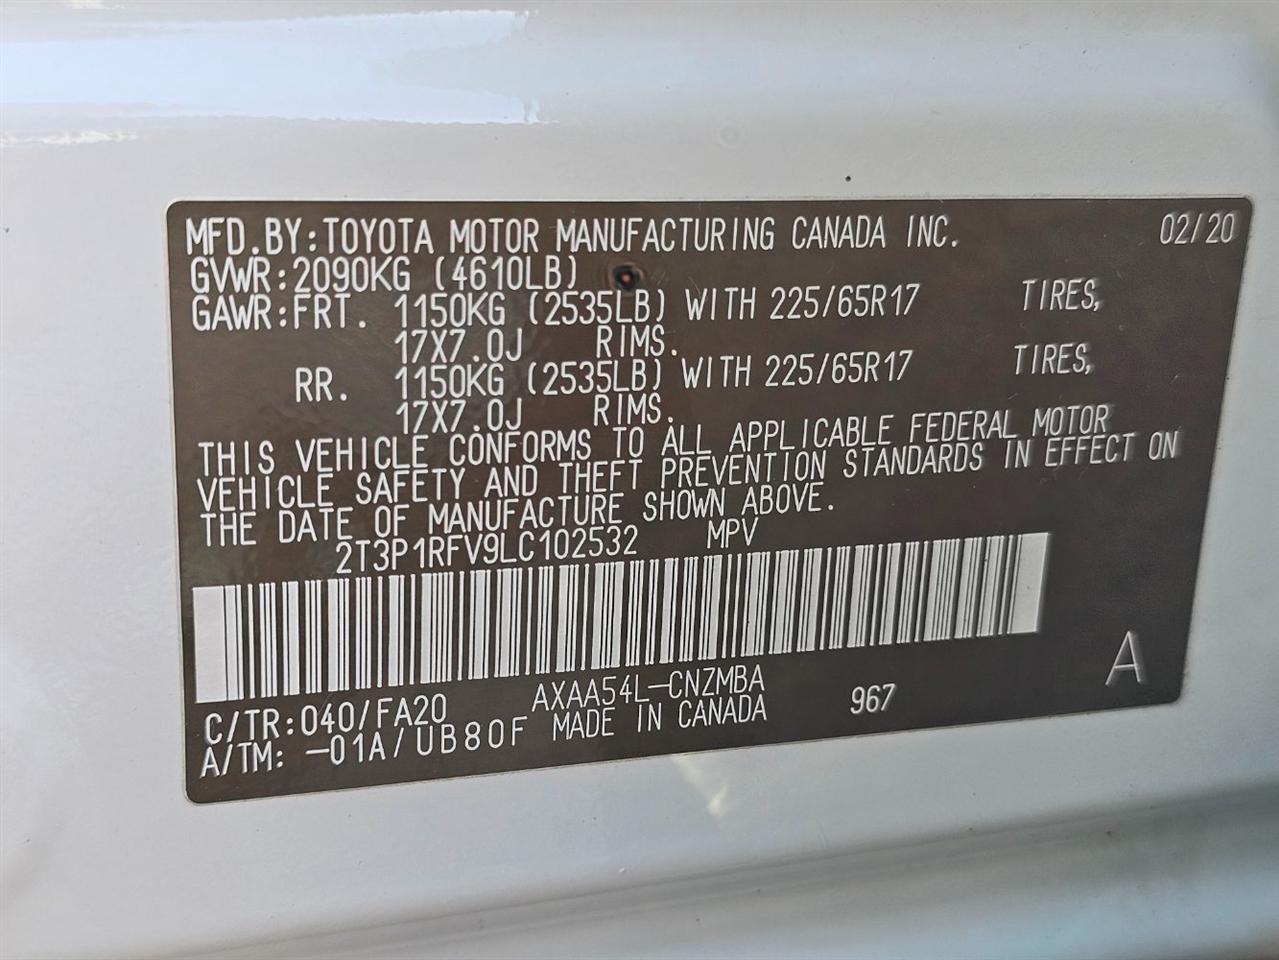 MFD.BY:TOYOTA MOTOR MANUFACTURING CANADA INC. 02/20
GVWR:2090KG (4610LB)
GAWR:FRT. 1150KG (2535LB) WITH 225/65R17 TIRES,
17X7.0J RIMS.
RR. 1150KG (2535LB) WITH 225/65R17 TIRES,
17X7.0J RIMS.
THIS VEHICLE CONFORMS TO ALL APPLICABLE FEDERAL MOTOR
VEHICLE SAFETY AND THEFT PREVENTION STANDARDS IN EFFECT ON
THE DATE OF MANUFACTURE SHOWN ABOVE.
2T3P1RFV9LC102532 MPV
A
C/TR:040/FA20 AXAA54L-CNZMBA 967
A/TM: -01A/UB80F MADE IN CANADA